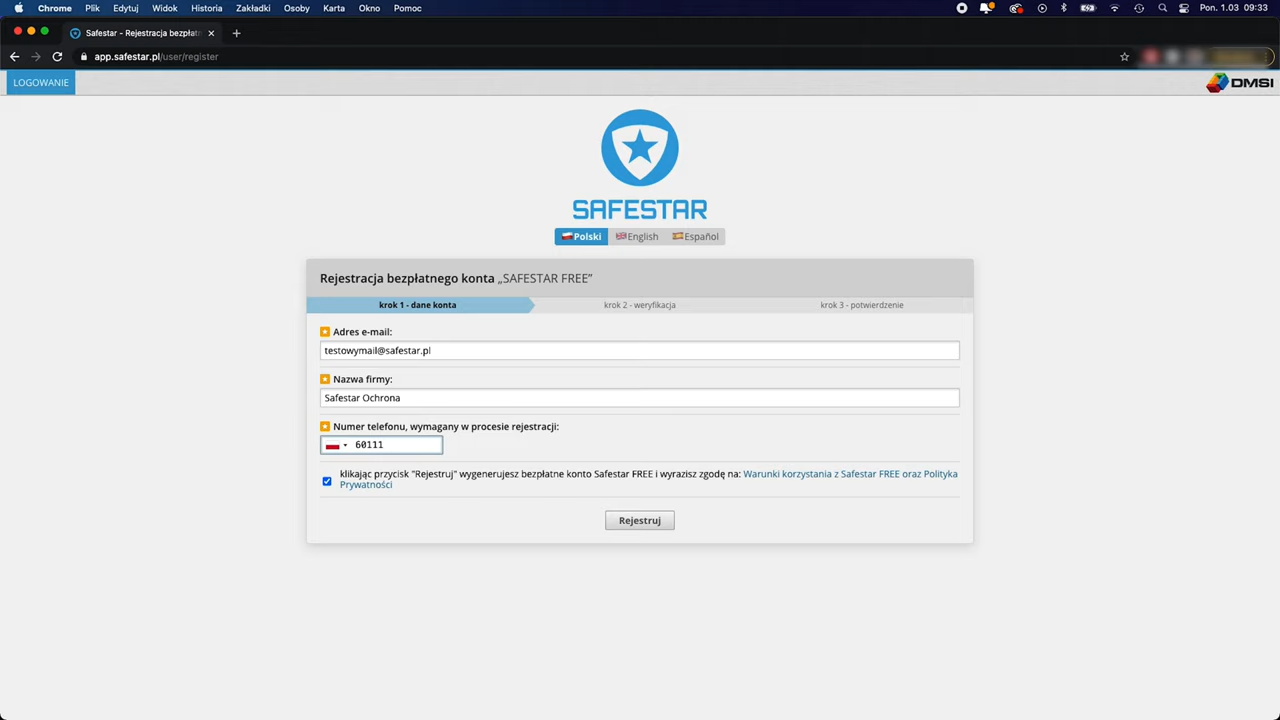 Chrome Plik Edytuj Widok Historia Zakładki Osoby Karta Okno Pomoc Pon. 1.03 09:33
Safestar - Rejestracja bezpłatn
app.safestar.pl/user/register
LOGOWANIE
DMSI
SAFESTAR
Polski English Español
Rejestracja bezpłatnego konta „SAFESTAR FREE”
krok 1 - dane konta krok 2 - weryfikacja krok 3 - potwierdzenie
Adres e-mail:
testowymail@safestar.pl
Nazwa firmy:
Safestar Ochrona
Numer telefonu, wymagany w procesie rejestracji:
60111
klikając przycisk "Rejestruj" wygenerujesz bezpłatne konto Safestar FREE i wyrazisz zgodę na: Warunki korzystania z Safestar FREE oraz Polityka
Prywatności
Rejestruj